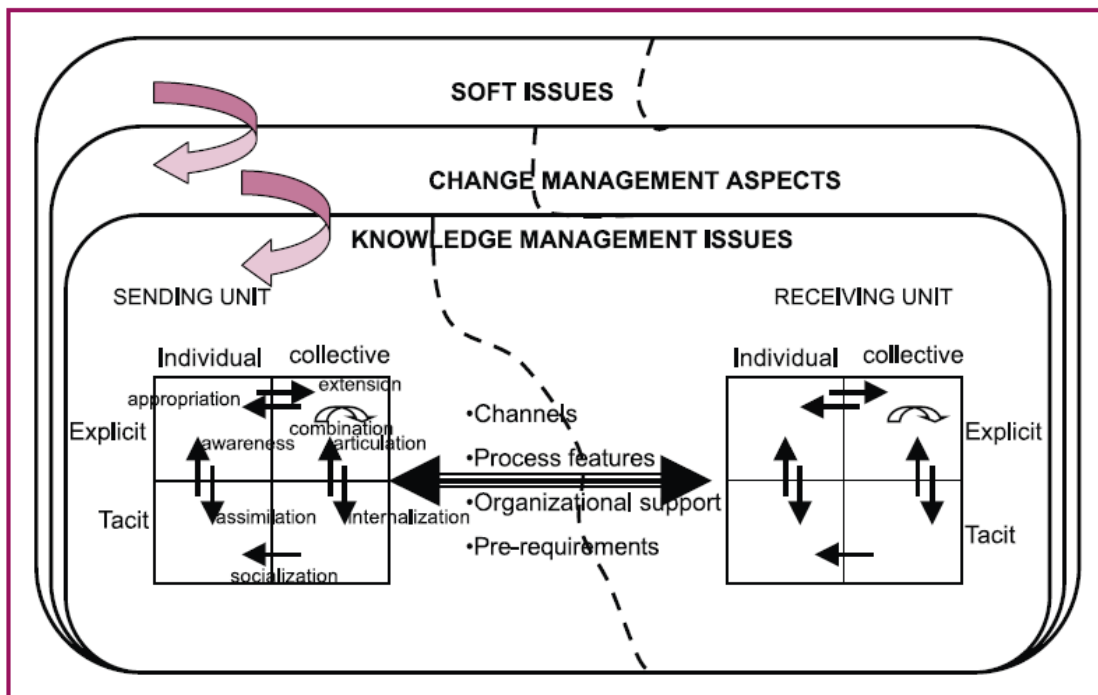 SOFT ISSUES
CHANGE MANAGEMENT ASPECTS
KNOWLEDGE MANAGEMENT ISSUES
SENDING UNIT
RECEIVING UNIT
Individual
collective
Individual
collective
extension
appropriation
combination
Explicit
awareness
articulation
Tacit
assimilation
internalization
socialization
•Channels
•Process features
•Organizational support
•Pre-requirements
Explicit
Tacit